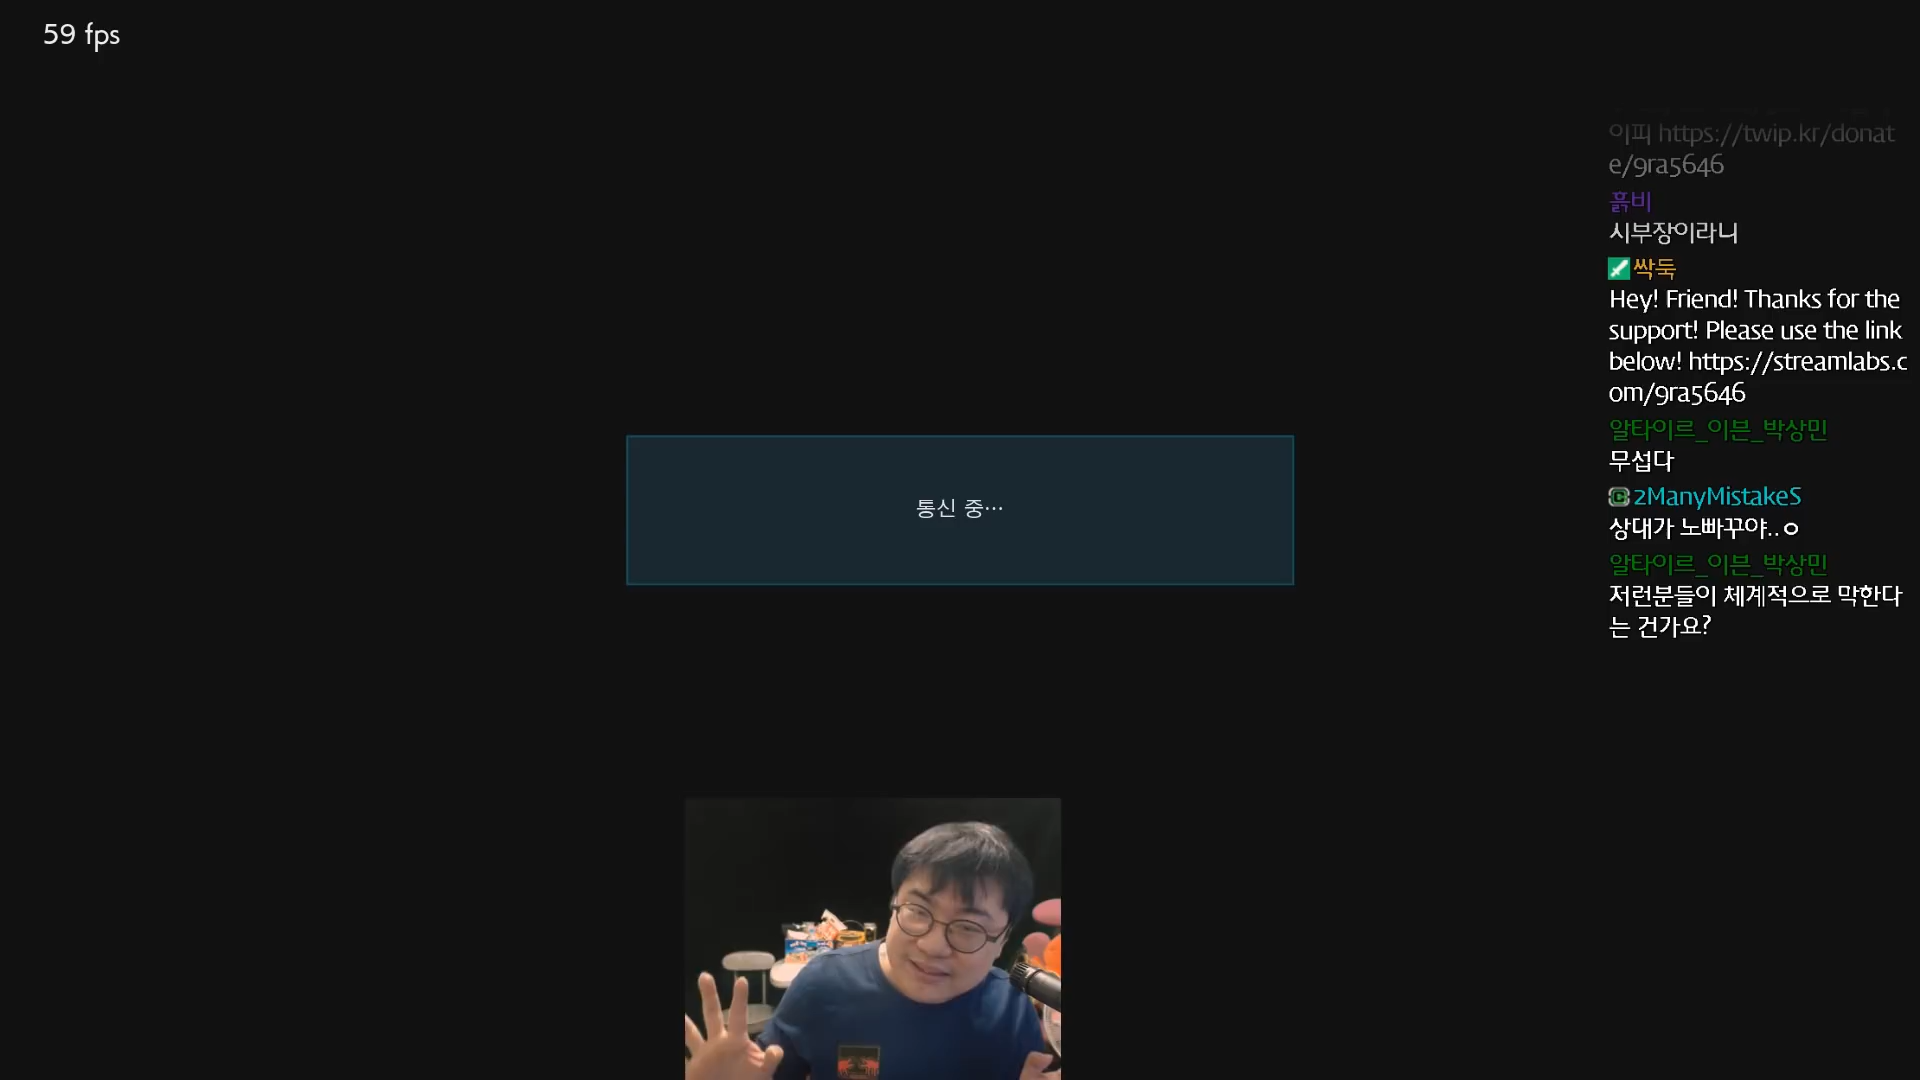 59 fps
이피 https://twip.kr/donat
e/9ra5646
흙비
시부장이라니
싹둑
Hey! Friend! Thanks for the
support! Please use the link
below! https://streamlabs.c
om/9ra5646
알타이르_이븐_박상민
무섭다
2ManyMistakeS
상대가 노빠꾸야..ㅇ
알타이르_이븐_박상민
저런분들이 체계적으로 막한다
는 건가요?
통신 중…